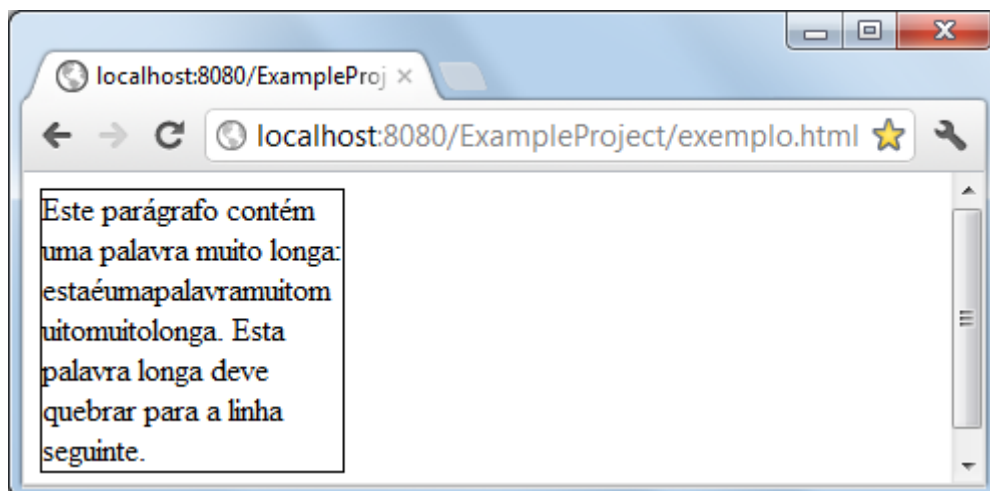 localhost:8080/ExampleProj
localhost:8080/ExampleProject/exemplo.html
Este parágrafo contém
uma palavra muito longa:
estaéumapalavramuitom
uitomuitolonga. Esta
palavra longa deve
quebrar para a linha
seguinte.